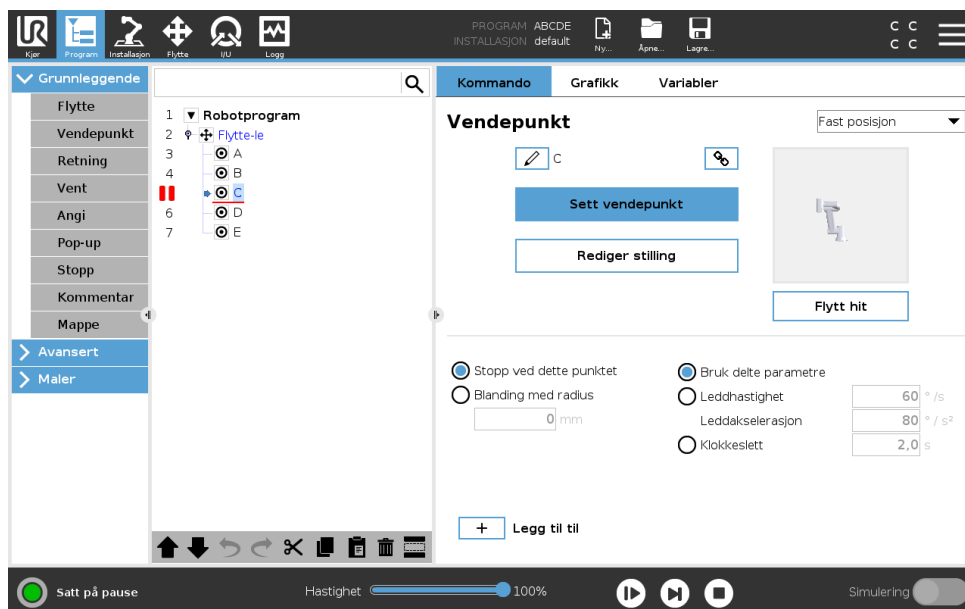 PROGRAM ABCDE
INSTALLASJON default
C C
C C
Kjør Program Installasjon Flytte I/U Logg Ny... Åpne... Lagre...
Grunnleggende
Flytte
Vendepunkt
Retning
Vent
Angi
Pop-up
Stopp
Kommentar
Mappe
Avansert
Maler
1 Robotprogram
2 Flytte-le
3 A
4 B
C
6 D
7 E
Kommando Grafikk Variabler
Vendepunkt
Fast posisjon
C
Sett vendepunkt
Rediger stilling
Flytt hit
Stopp ved dette punktet
Blanding med radius
0 mm
Bruk delte parametre
Leddhastighet 60 ° /s
Leddakselerasjon 80 ° / s²
Klokkeslett 2,0 s
+ Legg til til
Satt på pause
Hastighet 100%
Simulering